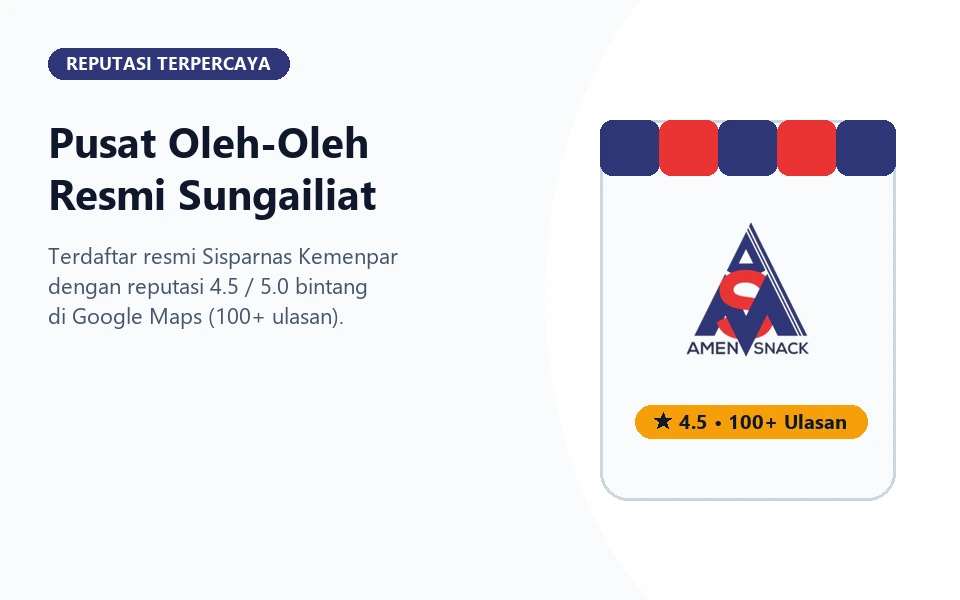 REPUTASI TERPERCAYA
Pusat Oleh-Oleh
Resmi Sungailiat
Terdaftar resmi Sisparnas Kemenpar
dengan reputasi 4.5 / 5.0 bintang
di Google Maps (100+ ulasan).
ASA
AMEN SNACK
★ 4.5 • 100+ Ulasan